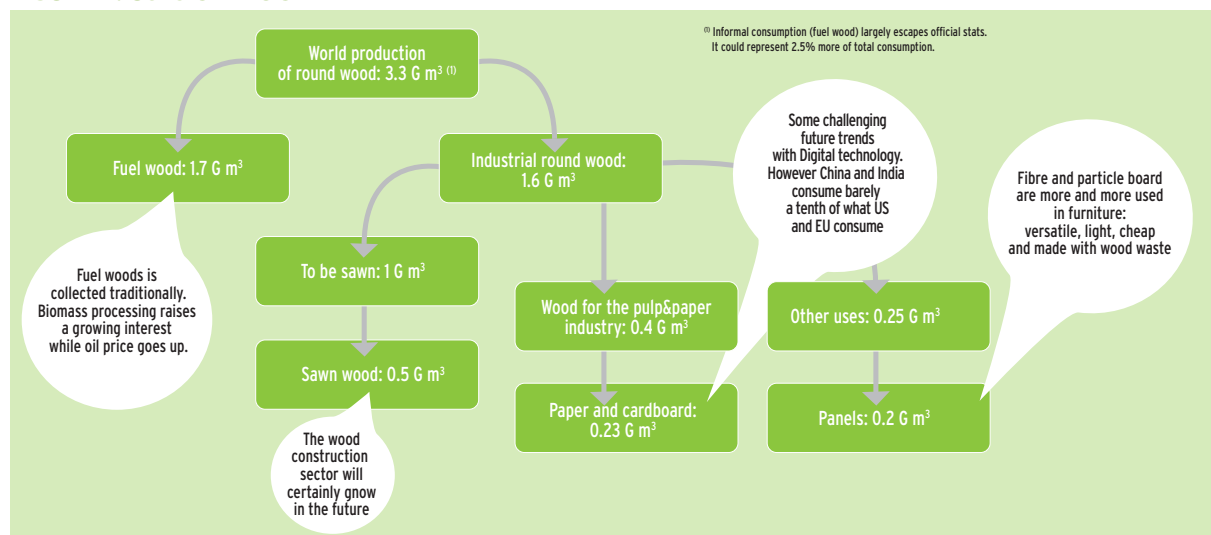 World production
of round wood: 3.3 G m³ ⁽¹⁾
⁽¹⁾ Informal consumption (fuel wood) largely escapes official stats.
It could represent 2.5% more of total consumption.
Fuel wood: 1.7 G m³
Industrial round wood:
1.6 G m³
Some challenging
future trends
with Digital technology.
However China and India
consume barely
a tenth of what US
and EU consume
Fibre and particle board
are more and more used
in furniture:
versatile, light, cheap
and made with wood waste
Fuel woods is
collected traditionally.
Biomass processing raises
a growing interest
while oil price goes up.
To be sawn: 1 G m³
Wood for the pulp&paper
industry: 0.4 G m³
Other uses: 0.25 G m³
Sawn wood: 0.5 G m³
Paper and cardboard:
0.23 G m³
Panels: 0.2 G m³
The wood
construction
sector will
certainly gnow
in the future